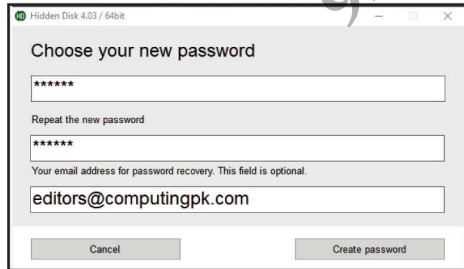 HD Hidden Disk 4.03 / 64bit
Choose your new password
******
Repeat the new password
******
Your email address for password recovery. This field is optional.
editors@computingpk.com
Cancel
Create password